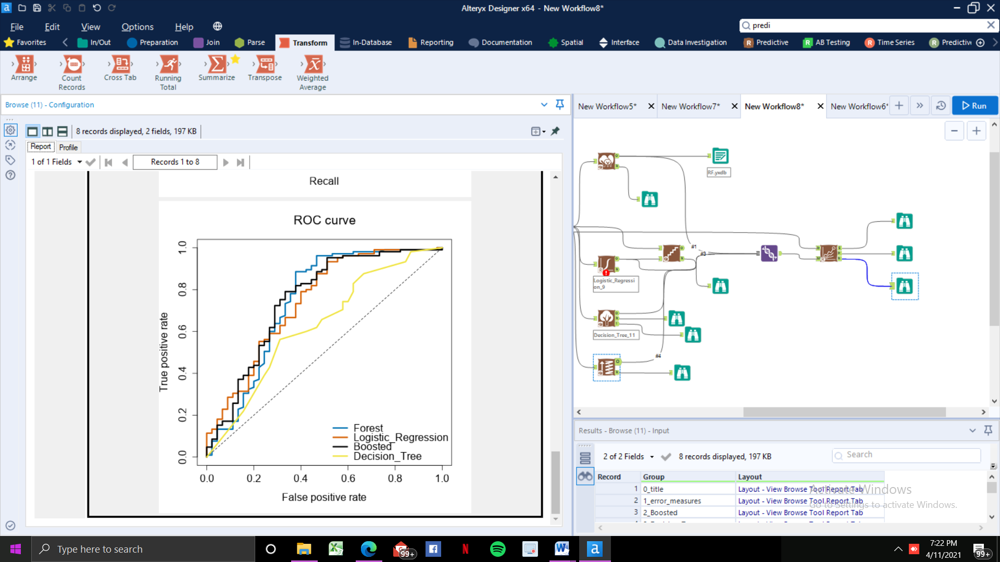 Alteryx Designer x64 - New Workflow8*
File Edit View Options Help
predi
Favorites In/Out Preparation Join Parse Transform In-Database Reporting Documentation Spatial Interface Data Investigation Predictive AB Testing Time Series Predictive
Arrange Count Records Cross Tab Running Total Summarize Transpose Weighted Average
Browse (11) - Configuration
New Workflow5* New Workflow7* New Workflow8* New Workflow6* Run
8 records displayed, 2 fields, 197 KB
Report Profile
1 of 1 Fields Records 1 to 8
Recall
ROC curve
True positive rate
1.0
0.8
0.6
0.4
0.2
0.0
Forest
Logistic_Regression
Boosted
Decision_Tree
0.0 0.2 0.4 0.6 0.8 1.0
False positive rate
RF.yxdb
#1
#3
Logistic_Regressi
on_9
Decision_Tree_11
#4
Results - Browse (11) - Input
2 of 2 Fields 8 records displayed, 197 KB Search
Record Group Layout
1 0_title Layout - View Browse Tool Report Tab
2 1_error_measures Layout - View Browse Tool Report Tab
3 2_Boosted Layout - View Browse Tool Report Tab
Activate Windows
Go to Settings to activate Windows.
Type here to search
99+
7:22 PM
4/11/2021
99+